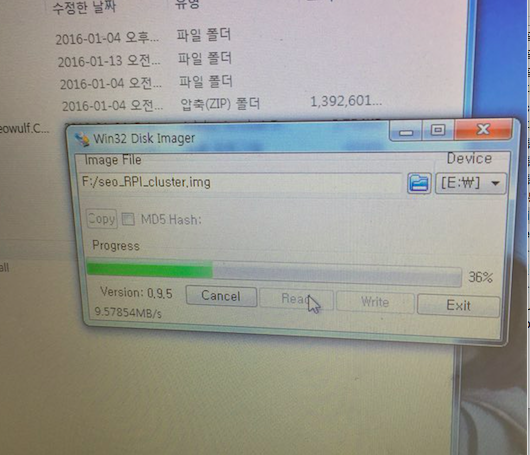 수정한 날짜 유형
2016-01-04 오후... 파일 폴더
2016-01-13 오전... 파일 폴더
2016-01-04 오전... 파일 폴더
2016-01-04 오전... 압축(ZIP) 폴더 1,392,601...
eowulf.C...
Win32 Disk Imager
Image File Device
F:/seo_RPI_cluster.img [E:₩]
Copy MD5 Hash:
Progress
36%
Version: 0.9.5 Cancel Read Write Exit
9.57854MB/s
all